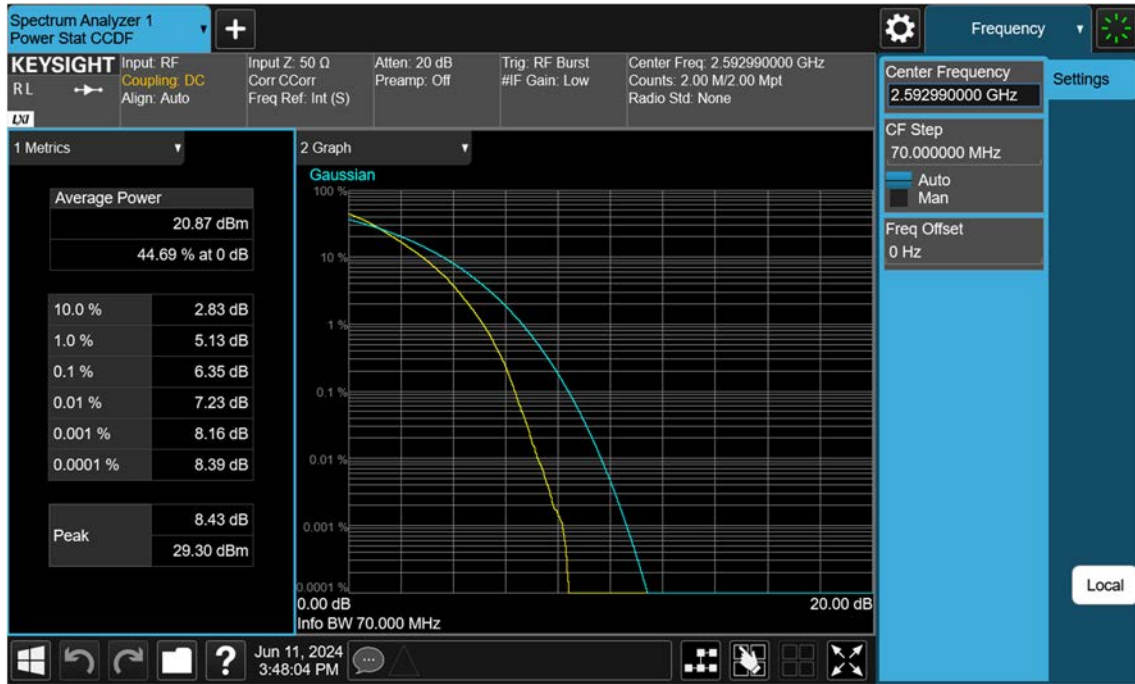 Spectrum Analyzer 1
Power Stat CCDF
Frequency
KEYSIGHT
RL
LXI
Input: RF
Coupling: DC
Align: Auto
Input Z: 50 Ω
Corr CCorr
Freq Ref: Int (S)
Atten: 20 dB
Preamp: Off
Trig: RF Burst
#IF Gain: Low
Center Freq: 2.592990000 GHz
Counts: 2.00 M/2.00 Mpt
Radio Std: None
Center Frequency
2.592990000 GHz
Settings
CF Step
70.000000 MHz
Auto
Man
Freq Offset
0 Hz
Local
1 Metrics
Average Power
20.87 dBm
44.69 % at 0 dB
10.0 % 2.83 dB
1.0 % 5.13 dB
0.1 % 6.35 dB
0.01 % 7.23 dB
0.001 % 8.16 dB
0.0001 % 8.39 dB
Peak
8.43 dB
29.30 dBm
2 Graph
Gaussian
100 %
10 %
1 %
0.1 %
0.01 %
0.001 %
0.0001 %
0.00 dB 20.00 dB
Info BW 70.000 MHz
?
Jun 11, 2024
3:48:04 PM